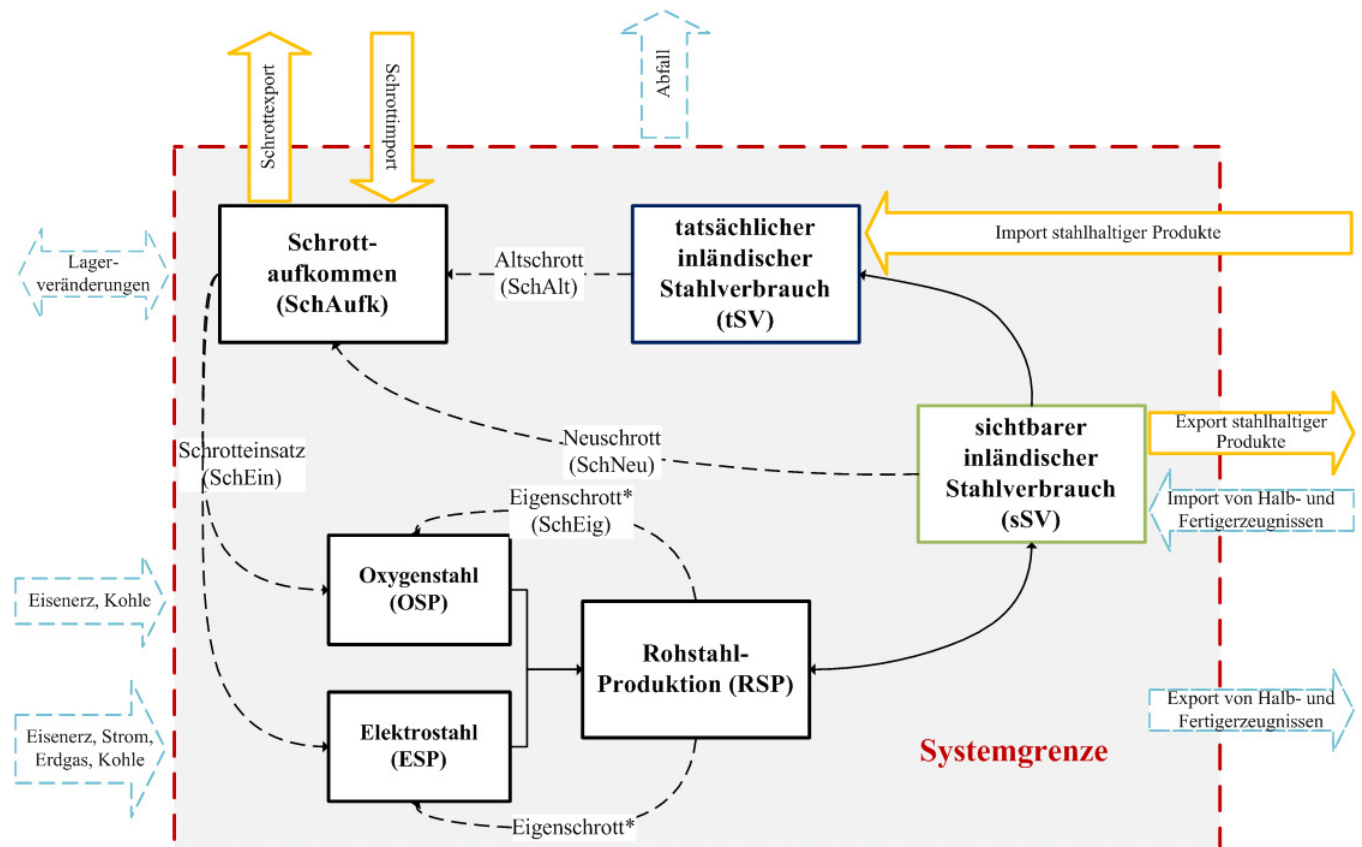 Schrottexport
Schrottimport
Abfall
Schrott-
aufkommen
(SchAufk)
Altschrott
(SchAlt)
tatsächlicher
inländischer
Stahlverbrauch
(tSV)
Import stahlhaltiger Produkte
Lager-
veränderungen
Schrotteinsatz
(SchEin)
Neuschrott
(SchNeu)
sichtbarer
inländischer
Stahlverbrauch
(sSV)
Export stahlhaltiger
Produkte
Import von Halb- und
Fertigerzeugnissen
Eigenschrott*
(SchEig)
Eisenerz, Kohle
Oxygenstahl
(OSP)
Rohstahl-
Produktion (RSP)
Eisenerz, Strom,
Erdgas, Kohle
Elektrostahl
(ESP)
Eigenschrott*
Systemgrenze
Export von Halb- und
Fertigerzeugnissen